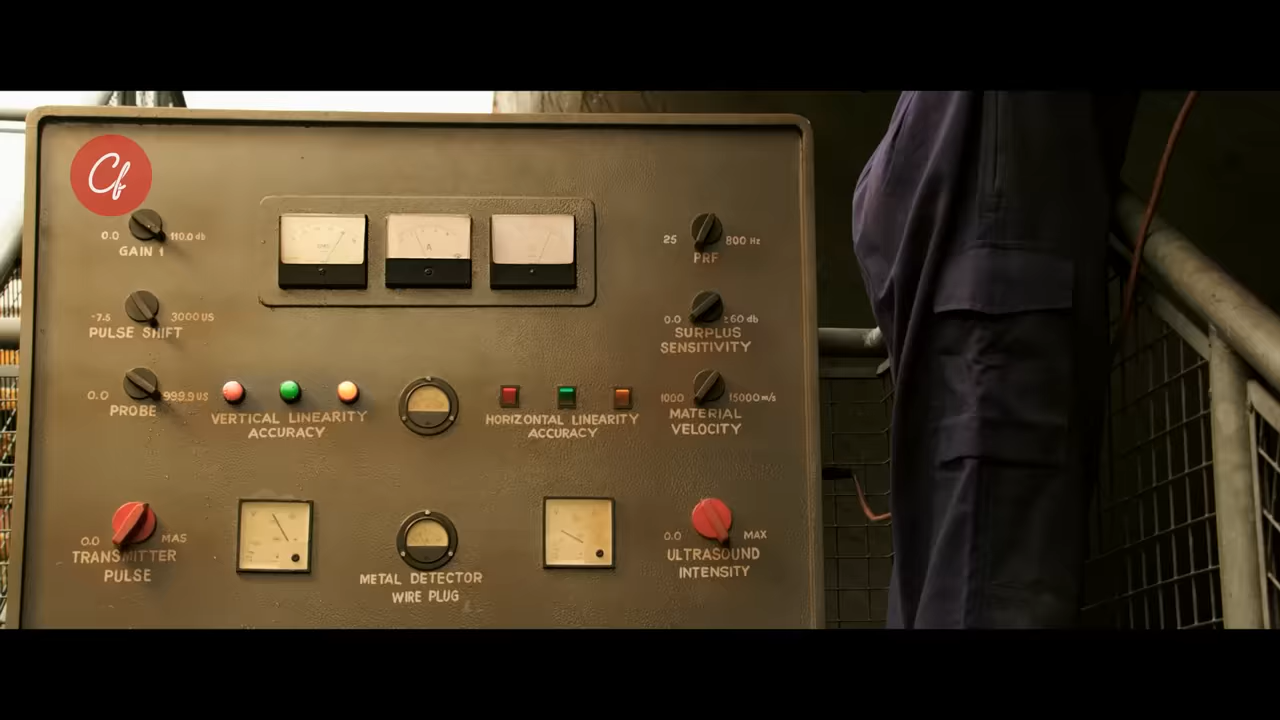 Cf
0.0 110.0 db
GAIN 1
-7.5 3000 US
PULSE SHIFT
0.0 999.9 US
PROBE
VERTICAL LINEARITY
ACCURACY
0.0 MAS
TRANSMITTER
PULSE
A
METAL DETECTOR
WIRE PLUG
HORIZONTAL LINEARITY
ACCURACY
25 800 Hz
PRF
0.0 60 db
SURPLUS
SENSITIVITY
1000 15000 m/s
MATERIAL
VELOCITY
0.0 MAX
ULTRASOUND
INTENSITY